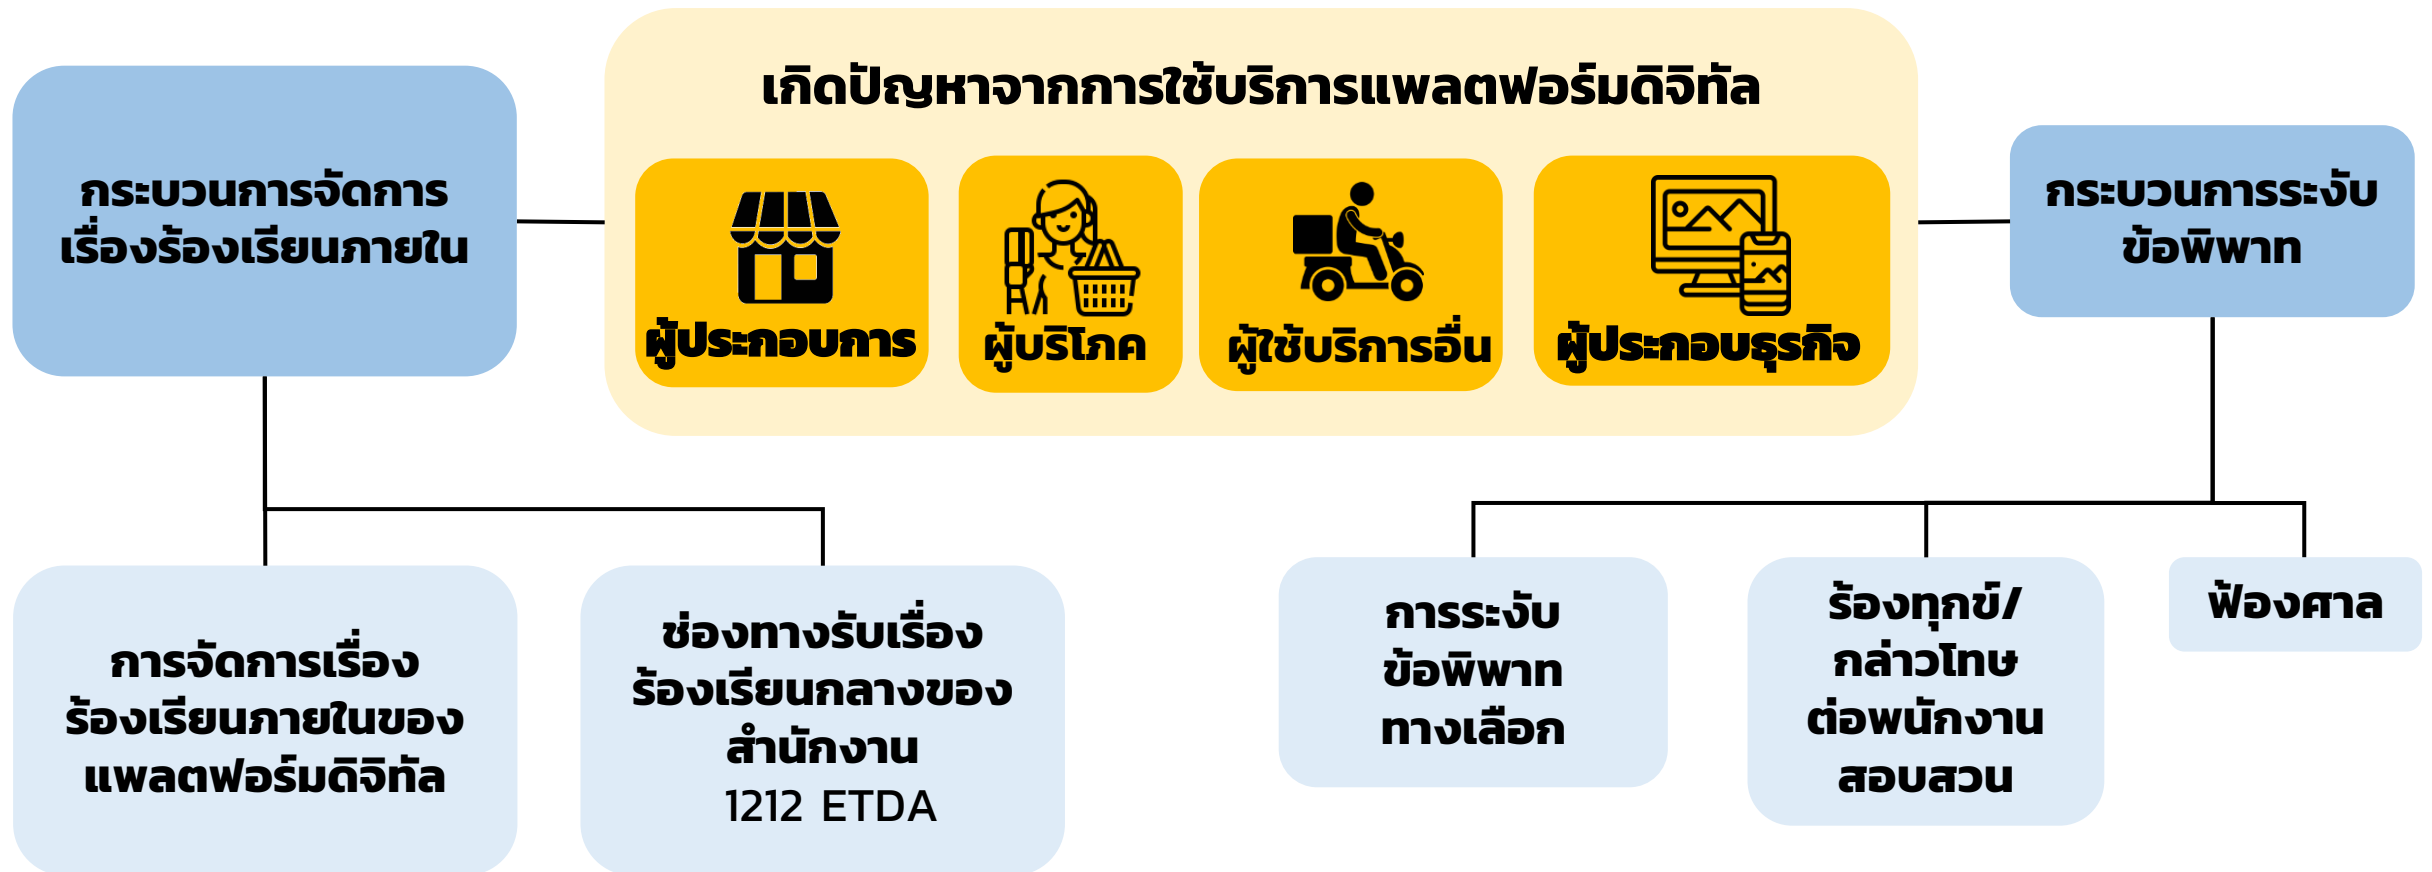 เกิดปัญหาจากการใช้บริการแพลตฟอร์มดิจิทัล
กระบวนการจัดการ
เรื่องร้องเรียนภายใน
ผู้ประกอบการ
ผู้บริโภค
ผู้ใช้บริการอื่น
ผู้ประกอบธุรกิจ
กระบวนการระงับ
ข้อพิพาท
การจัดการเรื่อง
ร้องเรียนภายในของ
แพลตฟอร์มดิจิทัล
ช่องทางรับเรื่อง
ร้องเรียนกลางของ
สำนักงาน
1212 ETDA
การระงับ
ข้อพิพาท
ทางเลือก
ร้องทุกข์/
กล่าวโทษ
ต่อพนักงาน
สอบสวน
ฟ้องศาล